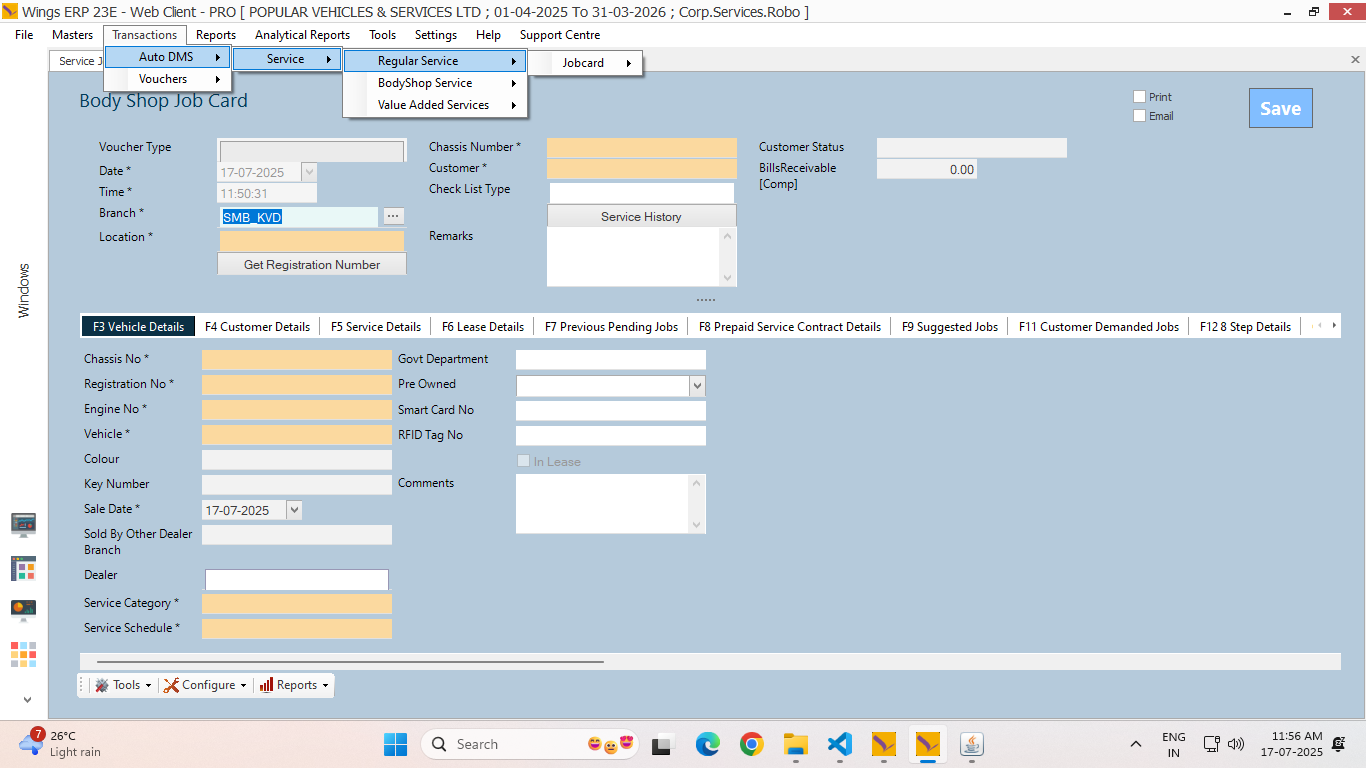 Wings ERP 23E - Web Client - PRO [ POPULAR VEHICLES & SERVICES LTD ; 01-04-2025 To 31-03-2026 ; Corp.Services.Robo ]
File Masters Transactions Reports Analytical Reports Tools Settings Help Support Centre
Service J
Auto DMS Service Regular Service Jobcard
Vouchers BodyShop Service
Value Added Services
Body Shop Job Card
Print
Email
Save
Voucher Type
Date *
17-07-2025
Time *
11:50:31
Branch *
SMB_KVD
...
Location *
Get Registration Number
Chassis Number *
Customer *
Check List Type
Service History
Remarks
Customer Status
BillsReceivable
[Comp]
0.00
Windows
F3 Vehicle Details F4 Customer Details F5 Service Details F6 Lease Details F7 Previous Pending Jobs F8 Prepaid Service Contract Details F9 Suggested Jobs F11 Customer Demanded Jobs F12 8 Step Details
Chassis No *
Registration No *
Engine No *
Vehicle *
Colour
Key Number
Sale Date *
17-07-2025
Sold By Other Dealer
Branch
Dealer
Service Category *
Service Schedule *
Govt Department
Pre Owned
Smart Card No
RFID Tag No
In Lease
Comments
Tools Configure Reports
7
26°C
Light rain
Search
ENG
IN
11:56 AM
17-07-2025